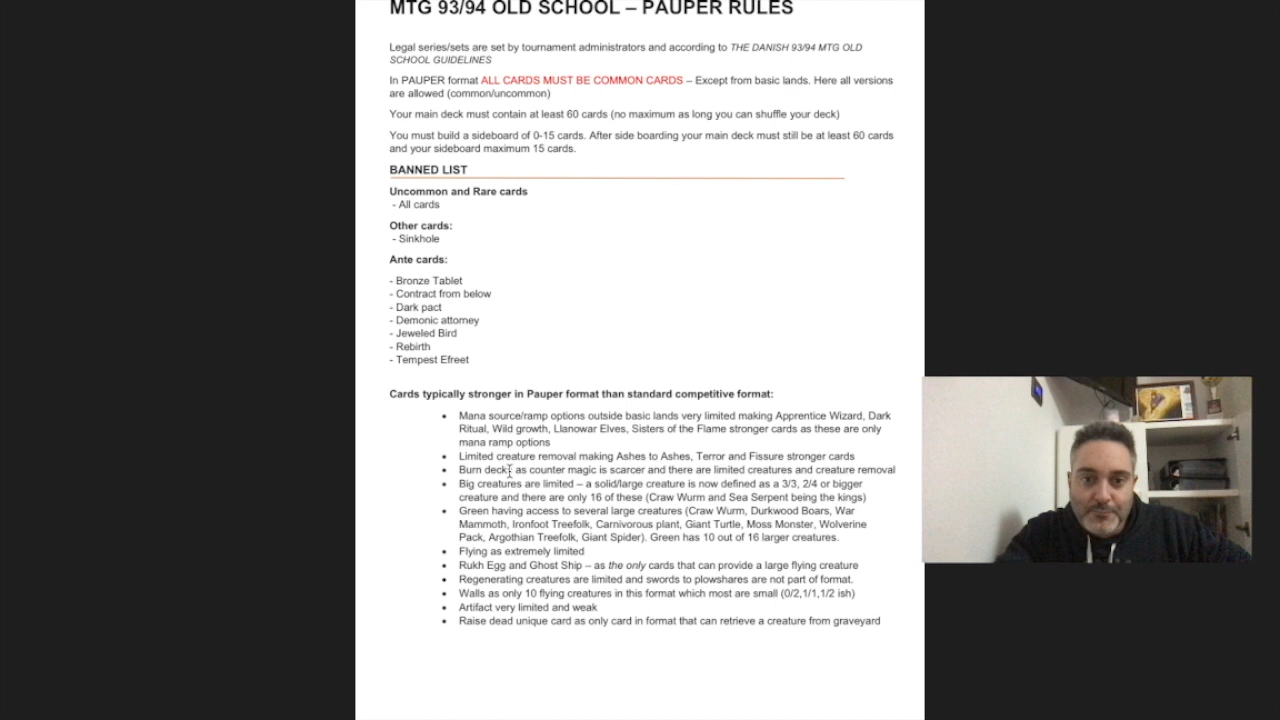 MTG 93/94 OLD SCHOOL – PAUPER RULES
Legal series/sets are set by tournament administrators and according to THE DANISH 93/94 MTG OLD
SCHOOL GUIDELINES
In PAUPER format ALL CARDS MUST BE COMMON CARDS – Except from basic lands. Here all versions
are allowed (common/uncommon)
Your main deck must contain at least 60 cards (no maximum as long you can shuffle your deck)
You must build a sideboard of 0-15 cards. After side boarding your main deck must still be at least 60 cards
and your sideboard maximum 15 cards.
BANNED LIST
Uncommon and Rare cards
- All cards
Other cards:
- Sinkhole
Ante cards:
- Bronze Tablet
- Contract from below
- Dark pact
- Demonic attorney
- Jeweled Bird
- Rebirth
- Tempest Efreet
Cards typically stronger in Pauper format than standard competitive format:
• Mana source/ramp options outside basic lands very limited making Apprentice Wizard, Dark
Ritual, Wild growth, Llanowar Elves, Sisters of the Flame stronger cards as these are only
mana ramp options
• Limited creature removal making Ashes to Ashes, Terror and Fissure stronger cards
• Burn decks as counter magic is scarcer and there are limited creatures and creature removal
• Big creatures are limited – a solid/large creature is now defined as a 3/3, 2/4 or bigger
creature and there are only 16 of these (Craw Wurm and Sea Serpent being the kings)
• Green having access to several large creatures (Craw Wurm, Durkwood Boars, War
Mammoth, Ironfoot Treefolk, Carnivorous plant, Giant Turtle, Moss Monster, Wolverine
Pack, Argothian Treefolk, Giant Spider). Green has 10 out of 16 larger creatures.
• Flying as extremely limited
• Rukh Egg and Ghost Ship – as the only cards that can provide a large flying creature
• Regenerating creatures are limited and swords to plowshares are not part of format.
• Walls as only 10 flying creatures in this format which most are small (0/2,1/1,1/2 ish)
• Artifact very limited and weak
• Raise dead unique card as only card in format that can retrieve a creature from graveyard